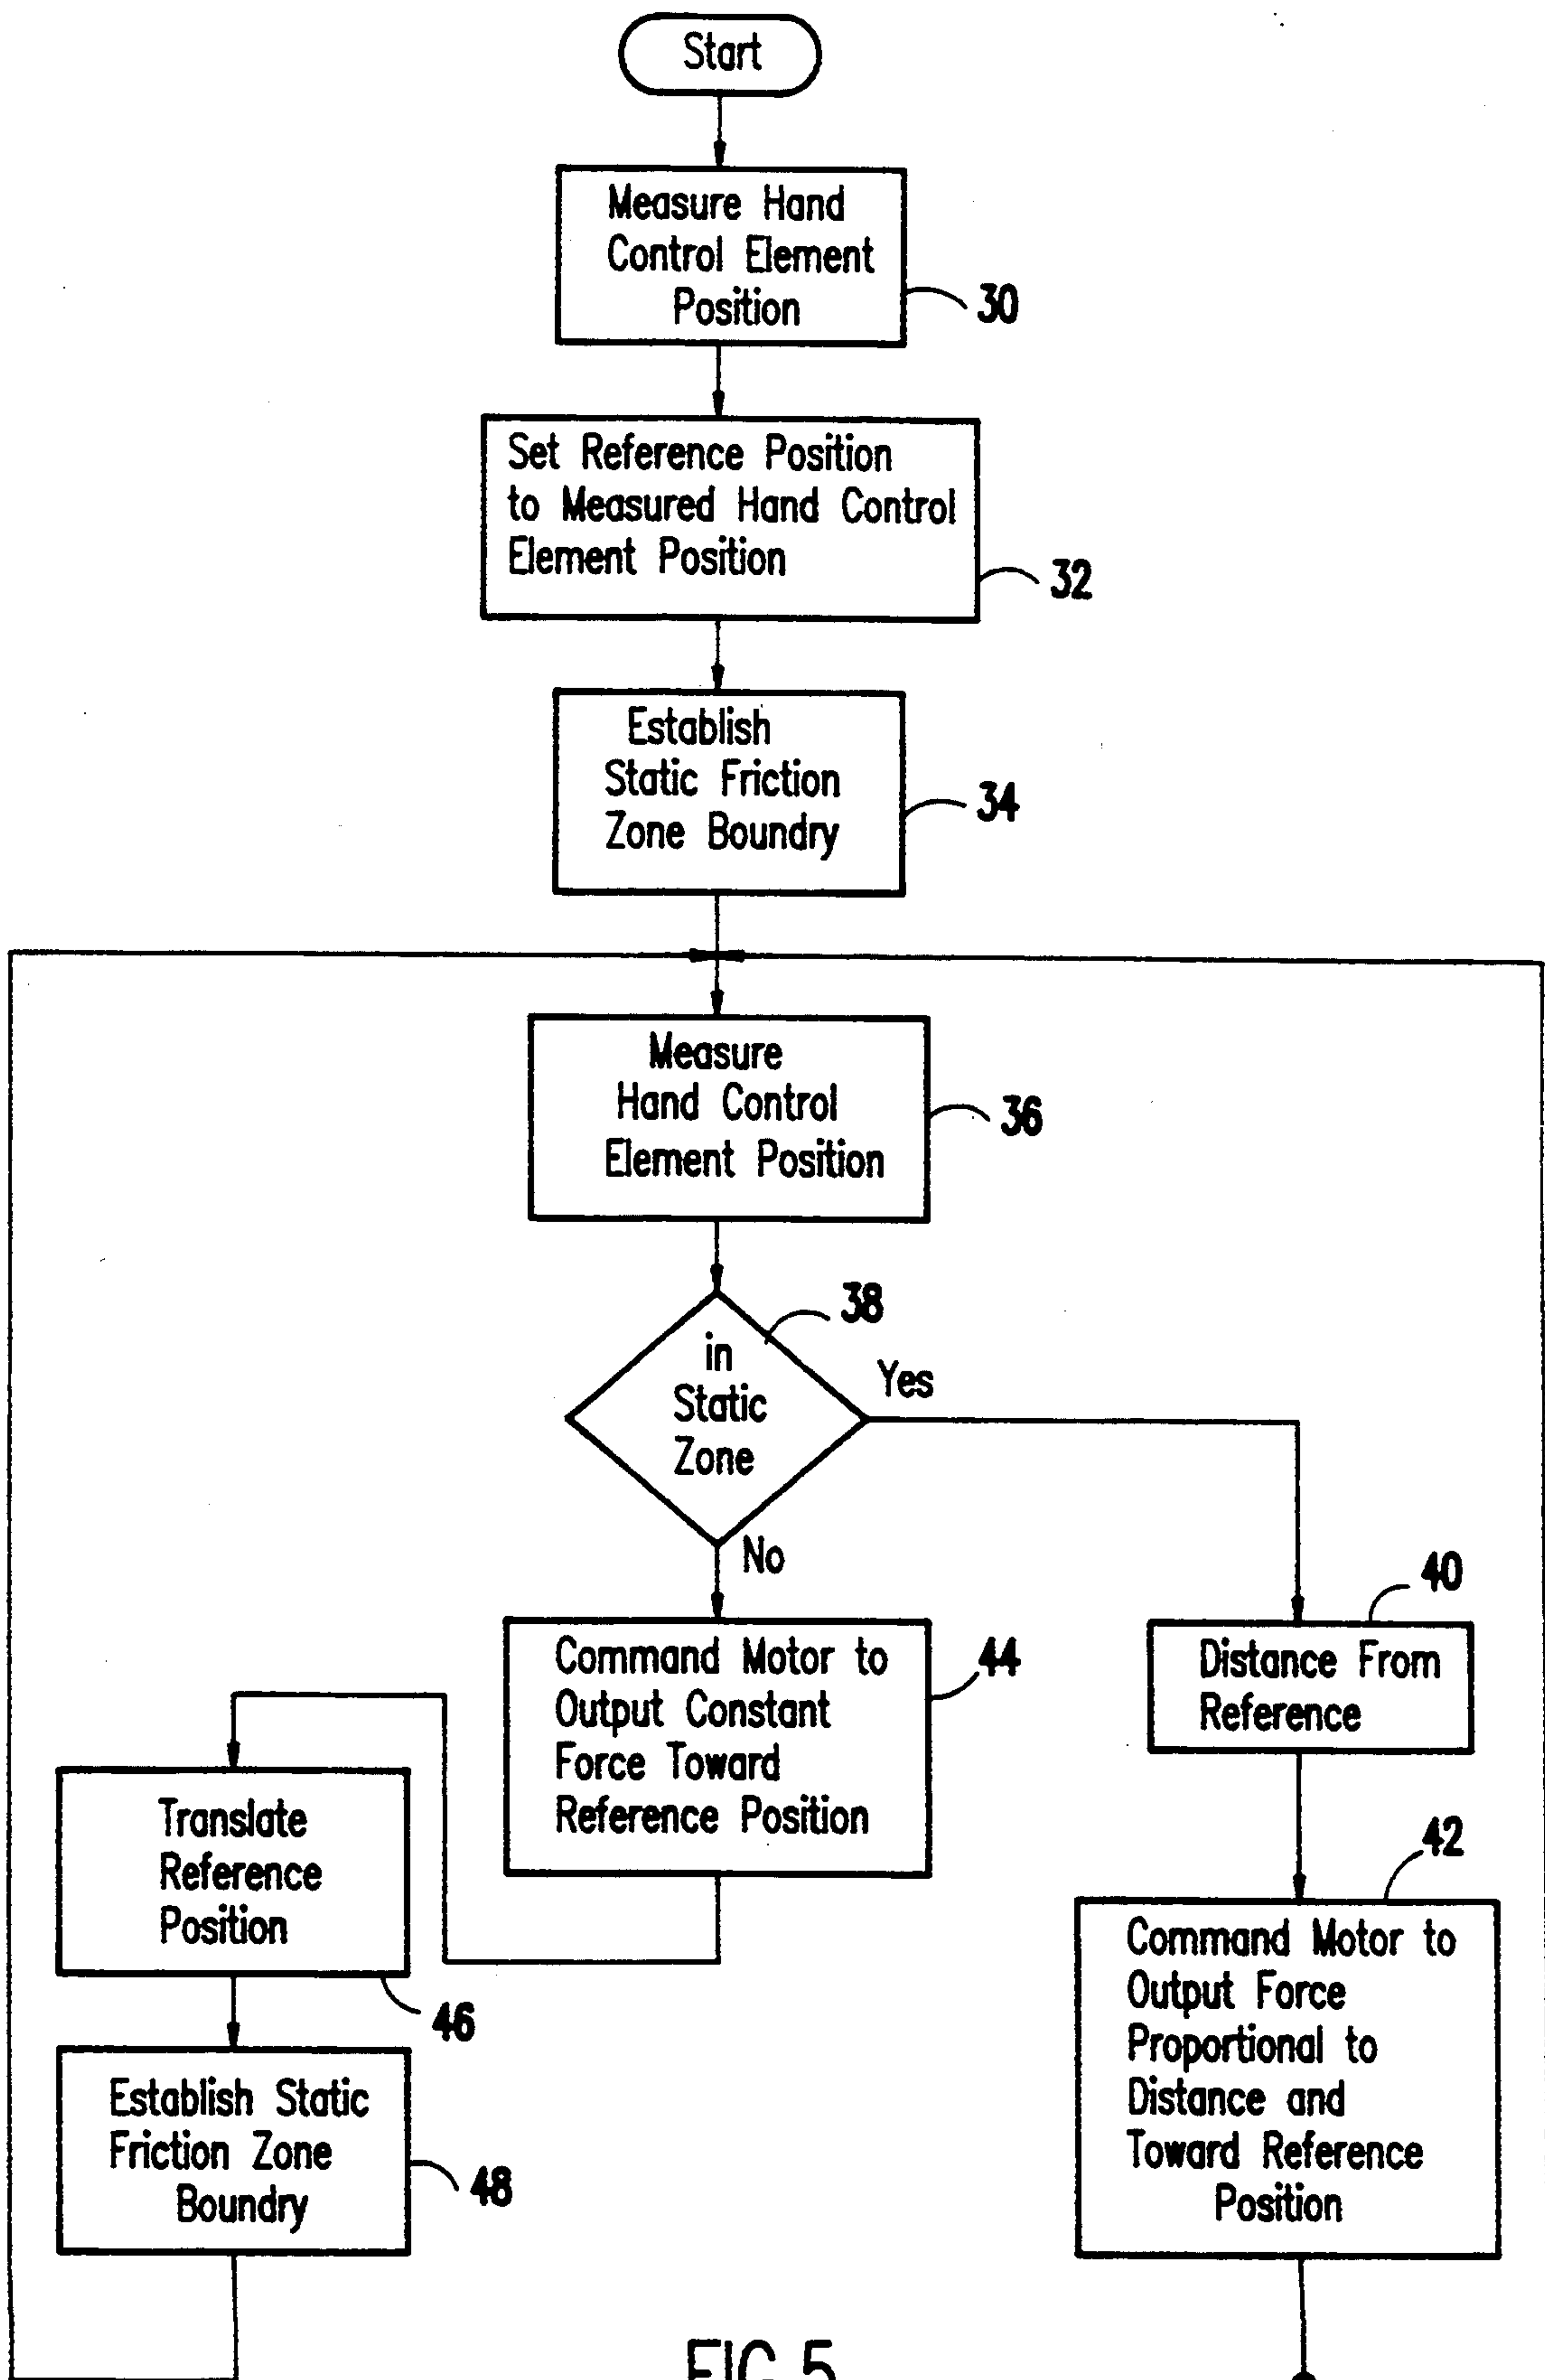 Start
Measure Hand
Control Element
Position
30
Set Reference Position
to Measured Hand Control
Element Position
32
Establish
Static Friction
Zone Boundry
34
Measure
Hand Control
Element Position
36
38
in
Static
Zone
Yes
No
40
Distance From
Reference
Command Motor to
Output Constant
Force Toward
Reference Position
44
Translate
Reference
Position
46
42
Command Motor to
Output Force
Proportional to
Distance and
Toward Reference
Position
Establish Static
Friction Zone
Boundry
48
FIG.5